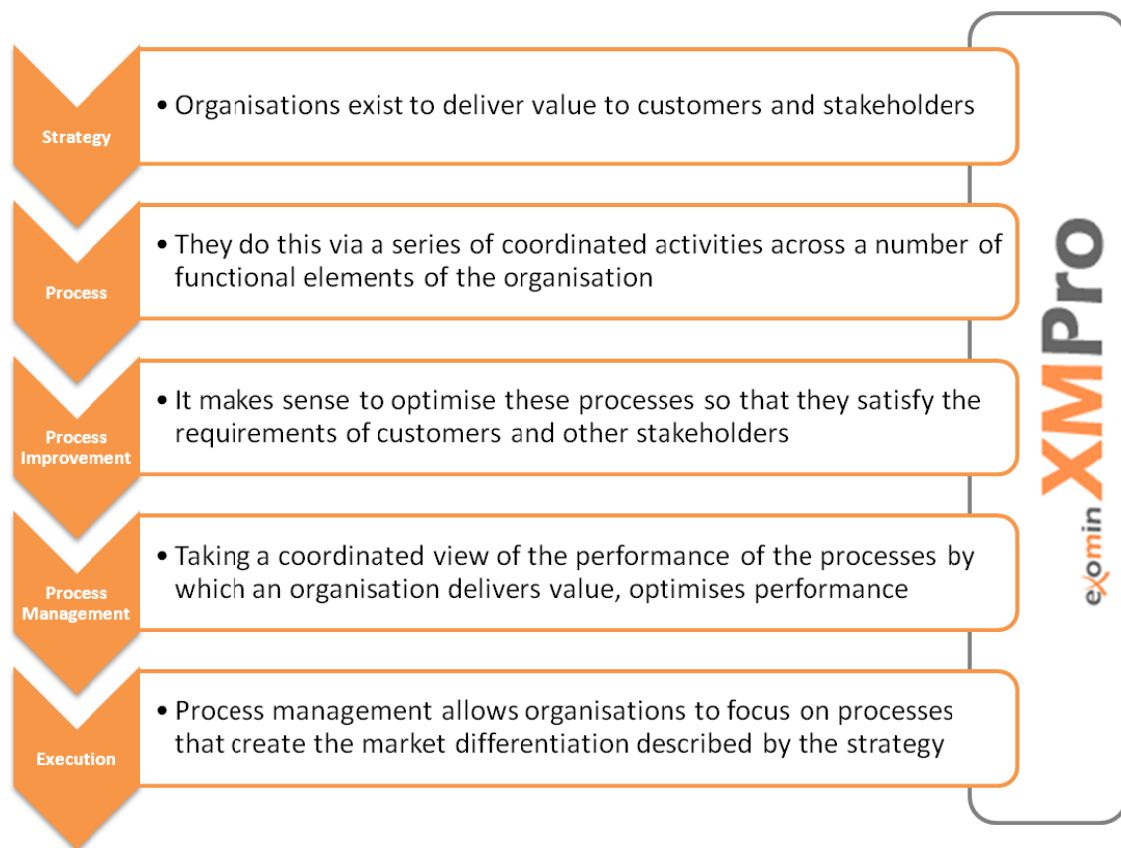 Strategy
• Organisations exist to deliver value to customers and stakeholders
Process
• They do this via a series of coordinated activities across a number of
functional elements of the organisation
Process
Improvement
• It makes sense to optimise these processes so that they satisfy the
requirements of customers and other stakeholders
Process
Management
• Taking a coordinated view of the performance of the processes by
which an organisation delivers value, optimises performance
Execution
• Process management allows organisations to focus on processes
that create the market differentiation described by the strategy
exomin XMPro